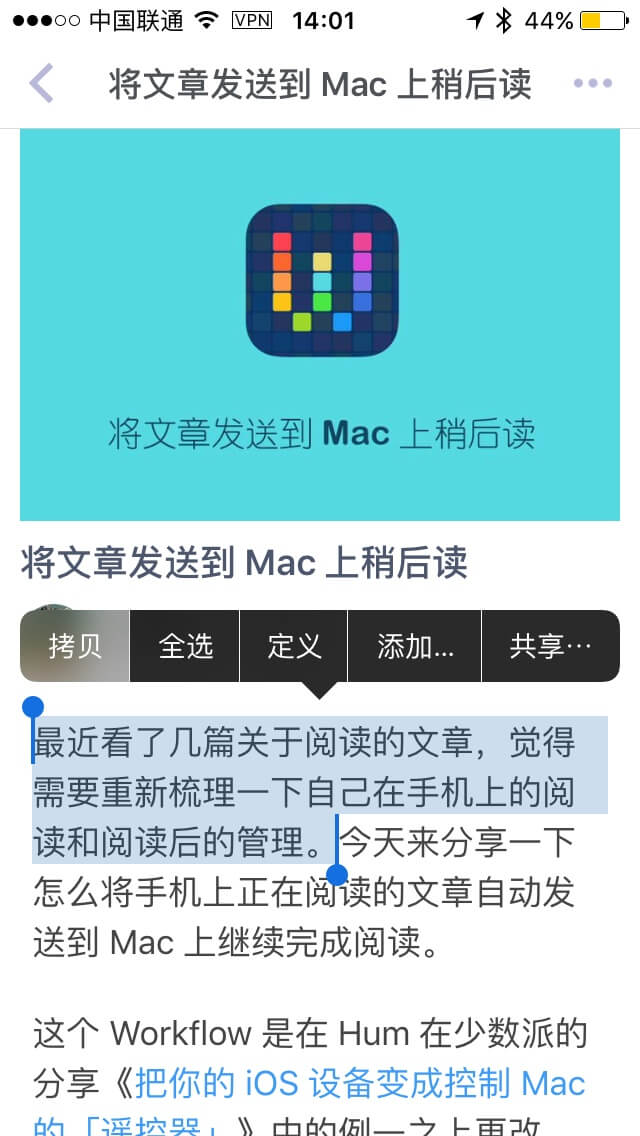 中国联通 VPN 14:01 44%
将文章发送到 Mac 上稍后读
将文章发送到 Mac 上稍后读
将文章发送到 Mac 上稍后读
拷贝 全选 定义 添加... 共享...
最近看了几篇关于阅读的文章，觉得
需要重新梳理一下自己在手机上的阅
读和阅读后的管理。今天来分享一下
怎么将手机上正在阅读的文章自动发
送到 Mac 上继续完成阅读。
这个 Workflow 是在 Hum 在少数派的
分享《把你的 iOS 设备变成控制 Mac
的「遥控器」》中的例一之上更改